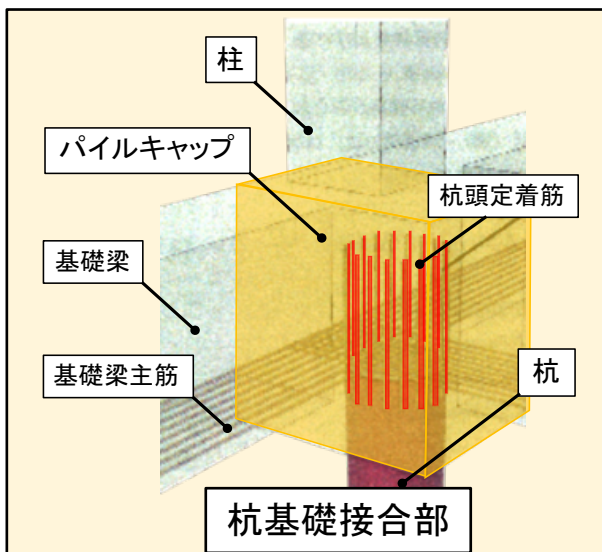 柱
パイルキャップ
杭頭定着筋
基礎梁
基礎梁主筋
杭
杭基礎接合部